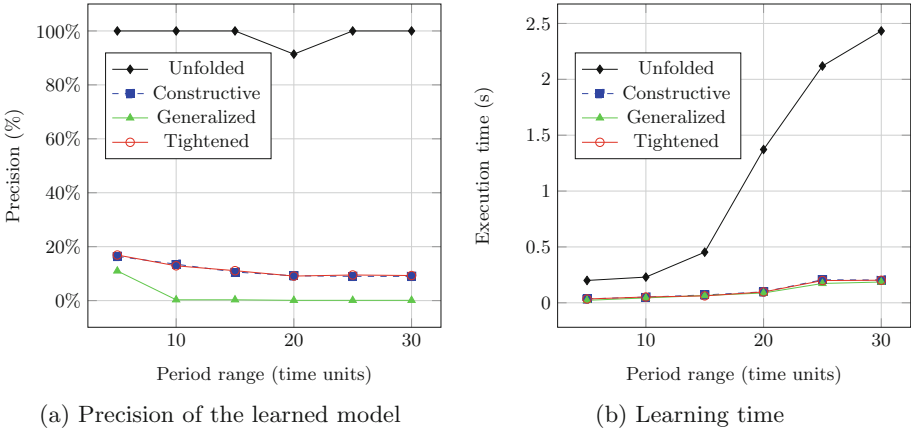 100%
80%
60%
40%
20%
0%
Precision (%)
Unfolded
Constructive
Generalized
Tightened
10
20
30
Period range (time units)
(a) Precision of the learned model
2.5
2
1.5
1
0.5
0
Execution time (s)
Unfolded
Constructive
Generalized
Tightened
10
20
30
Period range (time units)
(b) Learning time